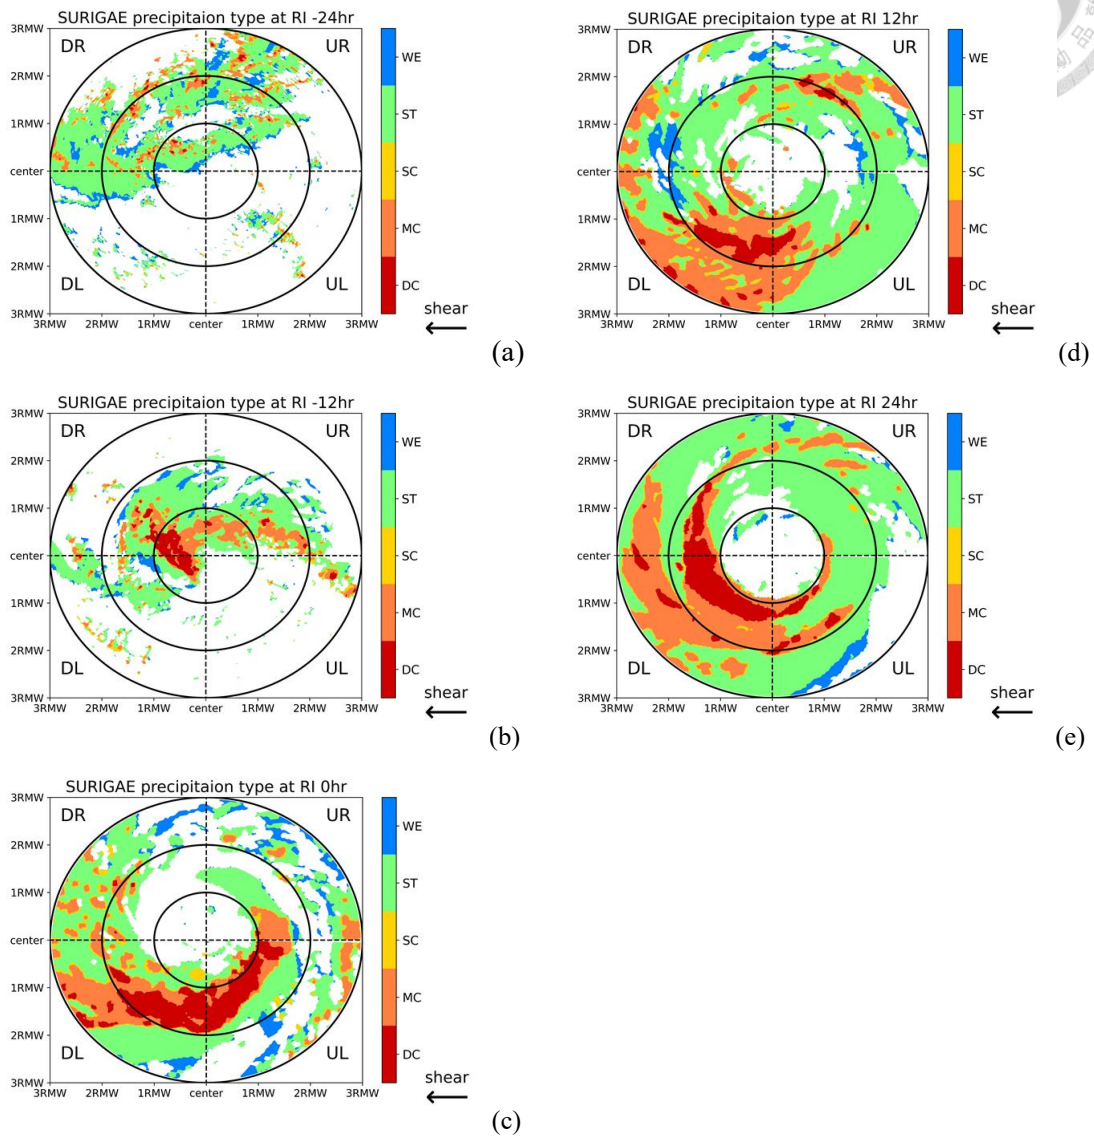 SURIGAE precipitaion type at RI -24hr
3RMW
DR
UR
2RMW
1RMW
center
1RMW
2RMW
DL
UL
3RMW
3RMW 2RMW 1RMW center 1RMW 2RMW 3RMW
WE
ST
SC
MC
DC
shear
(a)
SURIGAE precipitaion type at RI -12hr
3RMW
DR
UR
2RMW
1RMW
center
1RMW
2RMW
DL
UL
3RMW
3RMW 2RMW 1RMW center 1RMW 2RMW 3RMW
WE
ST
SC
MC
DC
shear
(b)
SURIGAE precipitaion type at RI 0hr
3RMW
DR
UR
2RMW
1RMW
center
1RMW
2RMW
DL
UL
3RMW
3RMW 2RMW 1RMW center 1RMW 2RMW 3RMW
WE
ST
SC
MC
DC
shear
(c)
SURIGAE precipitaion type at RI 12hr
3RMW
DR
UR
2RMW
1RMW
center
1RMW
2RMW
DL
UL
3RMW
3RMW 2RMW 1RMW center 1RMW 2RMW 3RMW
WE
ST
SC
MC
DC
shear
(d)
SURIGAE precipitaion type at RI 24hr
3RMW
DR
UR
2RMW
1RMW
center
1RMW
2RMW
DL
UL
3RMW
3RMW 2RMW 1RMW center 1RMW 2RMW 3RMW
WE
ST
SC
MC
DC
shear
(e)